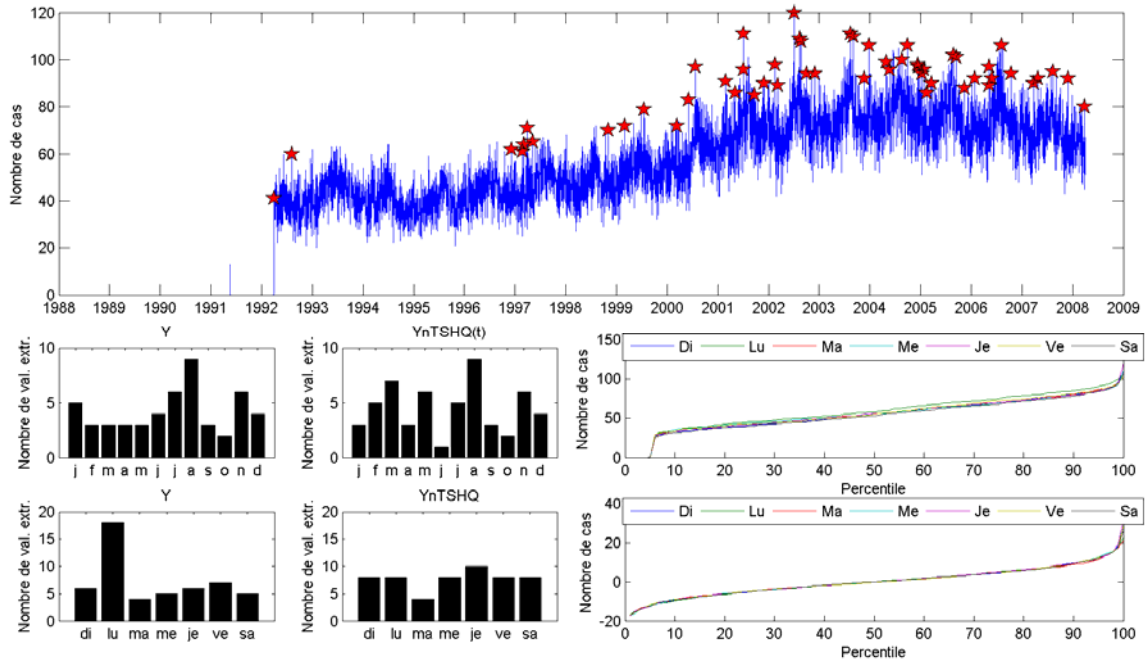 120
100
80
60
40
20
0
Nombre de cas
1988 1989 1990 1991 1992 1993 1994 1995 1996 1997 1998 1999 2000 2001 2002 2003 2004 2005 2006 2007 2008 2009
Y
10
5
0
Nombre de val. extr.
j f m a m j j a s o n d
YnTSHQ(t)
10
5
0
Nombre de val. extr.
j f m a m j j a s o n d
150
100
50
0
Nombre de cas
Di Lu Ma Me Je Ve Sa
0 10 20 30 40 50 60 70 80 90 100
Percentile
Y
20
15
10
5
0
Nombre de val. extr.
di lu ma me je ve sa
YnTSHQ
20
15
10
5
0
Nombre de val. extr.
di lu ma me je ve sa
40
20
0
-20
Nombre de cas
Di Lu Ma Me Je Ve Sa
0 10 20 30 40 50 60 70 80 90 100
Percentile